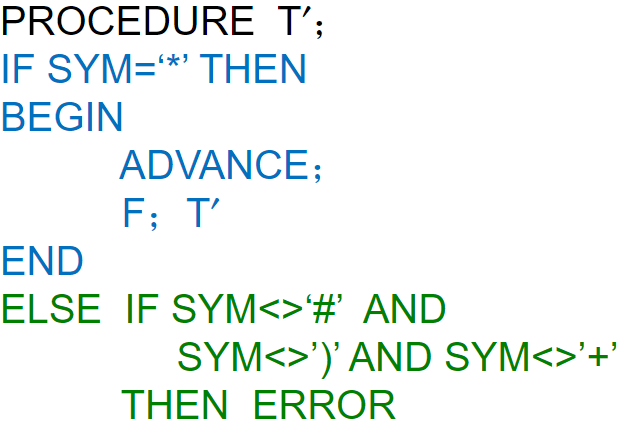 PROCEDURE T′；
IF SYM=‘*’ THEN
BEGIN
ADVANCE；
F； T′
END
ELSE IF SYM<>‘#’ AND
SYM<>’)’ AND SYM<>’+’
THEN ERROR